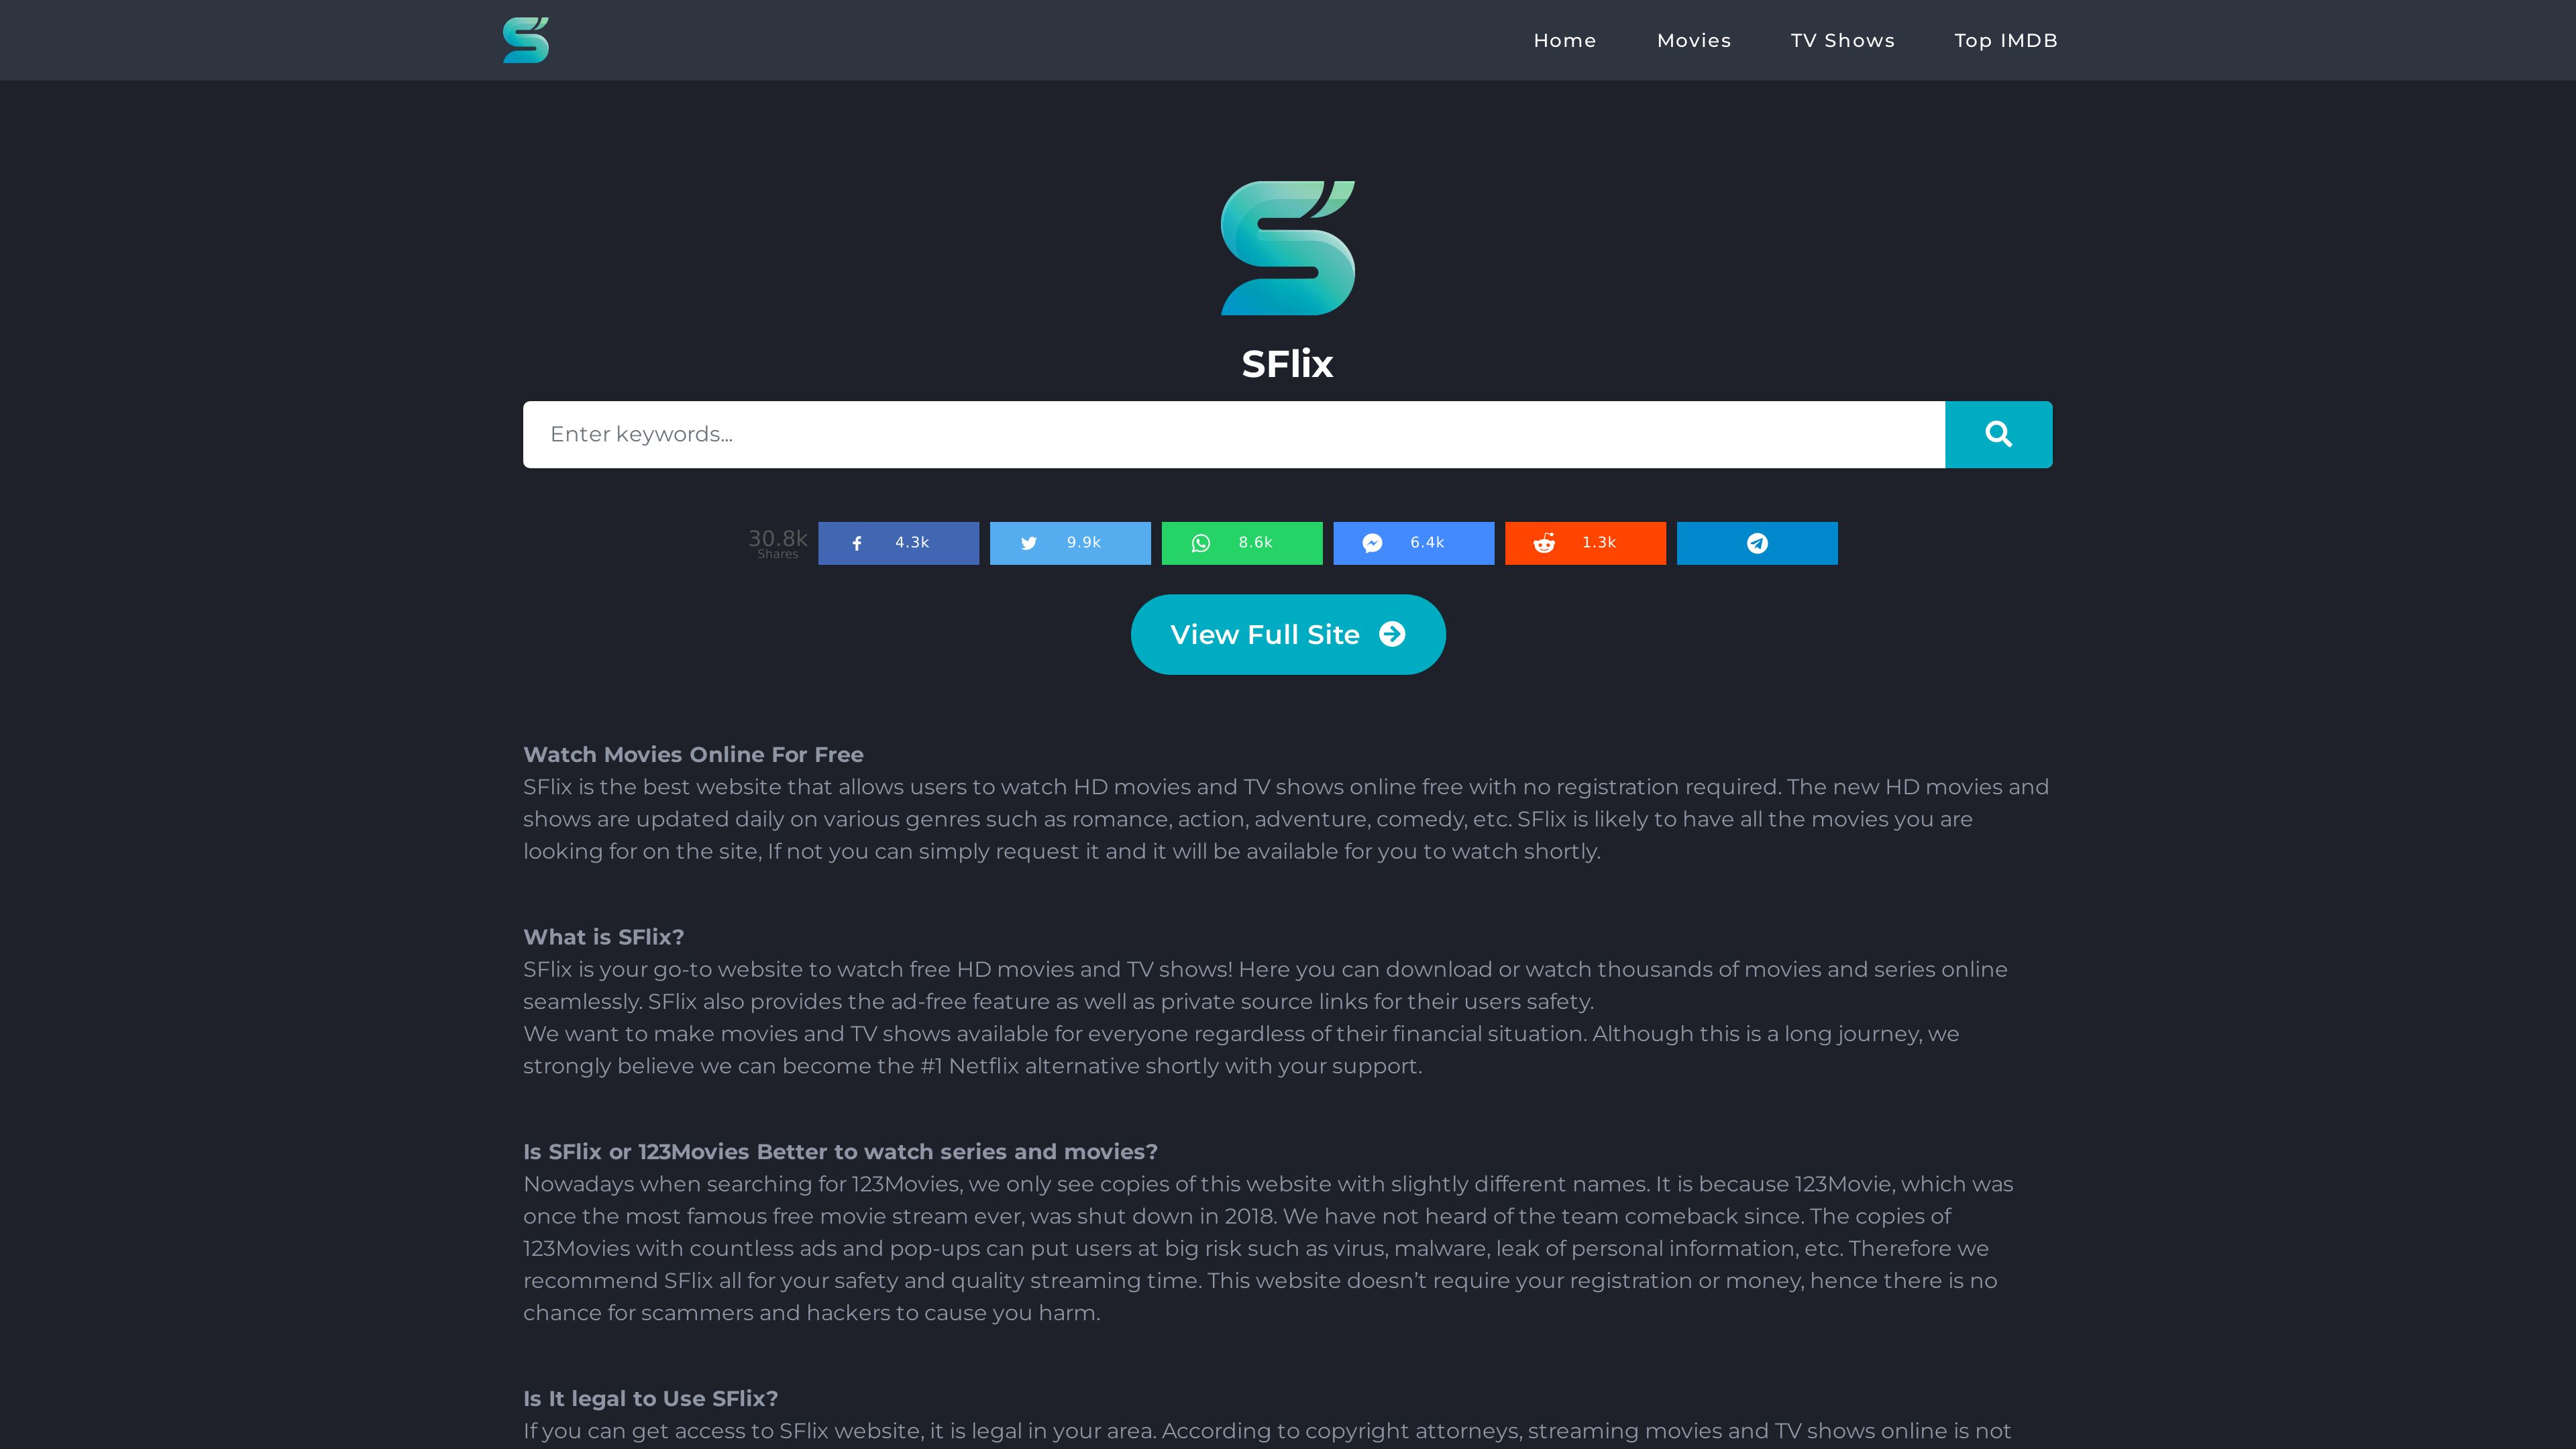 Home Movies TV Shows Top IMDB
SFlix
Enter keywords...
30.8k
Shares
4.3k 9.9k 8.6k 6.4k 1.3k
View Full Site
Watch Movies Online For Free
SFlix is the best website that allows users to watch HD movies and TV shows online free with no registration required. The new HD movies and
shows are updated daily on various genres such as romance, action, adventure, comedy, etc. SFlix is likely to have all the movies you are
looking for on the site, If not you can simply request it and it will be available for you to watch shortly.
What is SFlix?
SFlix is your go-to website to watch free HD movies and TV shows! Here you can download or watch thousands of movies and series online
seamlessly. SFlix also provides the ad-free feature as well as private source links for their users safety.
We want to make movies and TV shows available for everyone regardless of their financial situation. Although this is a long journey, we
strongly believe we can become the #1 Netflix alternative shortly with your support.
Is SFlix or 123Movies Better to watch series and movies?
Nowadays when searching for 123Movies, we only see copies of this website with slightly different names. It is because 123Movie, which was
once the most famous free movie stream ever, was shut down in 2018. We have not heard of the team comeback since. The copies of
123Movies with countless ads and pop-ups can put users at big risk such as virus, malware, leak of personal information, etc. Therefore we
recommend SFlix all for your safety and quality streaming time. This website doesn’t require your registration or money, hence there is no
chance for scammers and hackers to cause you harm.
Is It legal to Use SFlix?
If you can get access to SFlix website, it is legal in your area. According to copyright attorneys, streaming movies and TV shows online is not